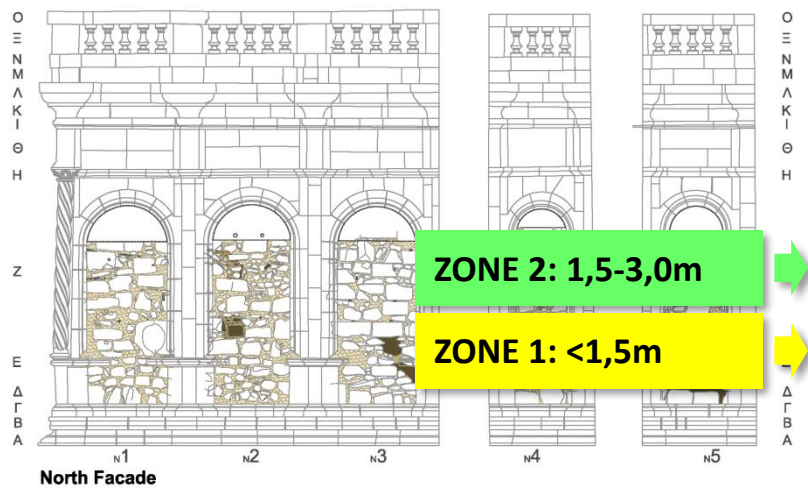 Ο
Ξ
Ν
Μ
Λ
Κ
Ι
Θ
Η
Ζ
Ε
Δ
Γ
Β
Α
Ο
Ξ
Ν
Μ
Λ
Κ
Ι
Θ
Η
ZONE 2: 1,5-3,0m
ZONE 1: <1,5m
Δ
Γ
Β
Α
N1
N2
N3
N4
N5
North Facade